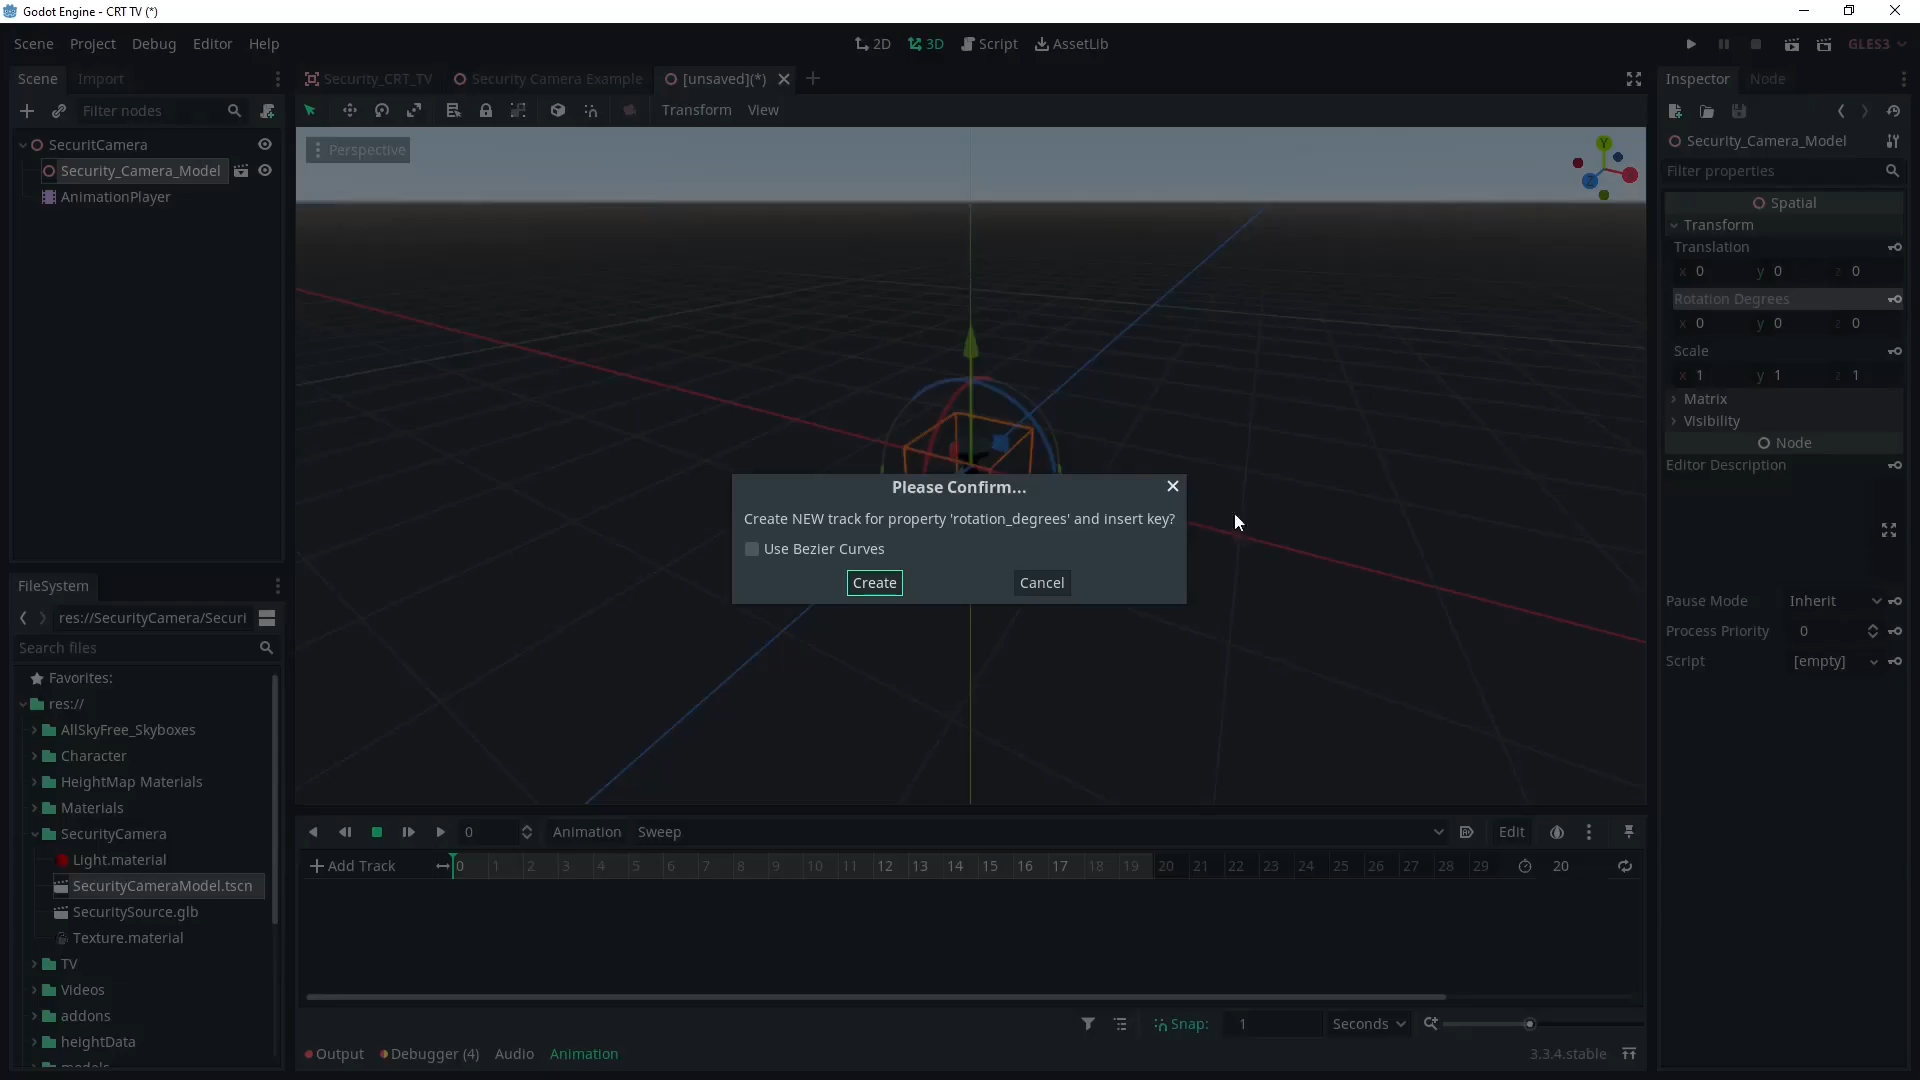 Godot Engine - CRT TV (*)
Scene Project Debug Editor Help
2D 3D Script AssetLib
GLES3
Scene Import
Security_CRT_TV Security Camera Example [unsaved](*)
Inspector Node
Filter nodes
Transform View
SecuritCamera
Security_Camera_Model
AnimationPlayer
Perspective
Y
Z
Security_Camera_Model
Filter properties
Spatial
Transform
Translation
x 0 y 0 z 0
Rotation Degrees
x 0 y 0 z 0
Scale
x 1 y 1 z 1
Matrix
Visibility
Node
Editor Description
Pause Mode Inherit
Process Priority 0
Script [empty]
Please Confirm...
Create NEW track for property 'rotation_degrees' and insert key?
Use Bezier Curves
Create Cancel
FileSystem
res://SecurityCamera/Securi
Search files
Favorites:
res://
AllSkyFree_Skyboxes
Character
HeightMap Materials
Materials
SecurityCamera
Light.material
SecurityCameraModel.tscn
SecuritySource.glb
Texture.material
TV
Videos
addons
heightData
models
0 Animation Sweep Edit
Add Track 0 1 2 3 4 5 6 7 8 9 10 11 12 13 14 15 16 17 18 19 20 21 22 23 24 25 26 27 28 29 20
Snap: 1 Seconds
Output Debugger (4) Audio Animation
3.3.4.stable